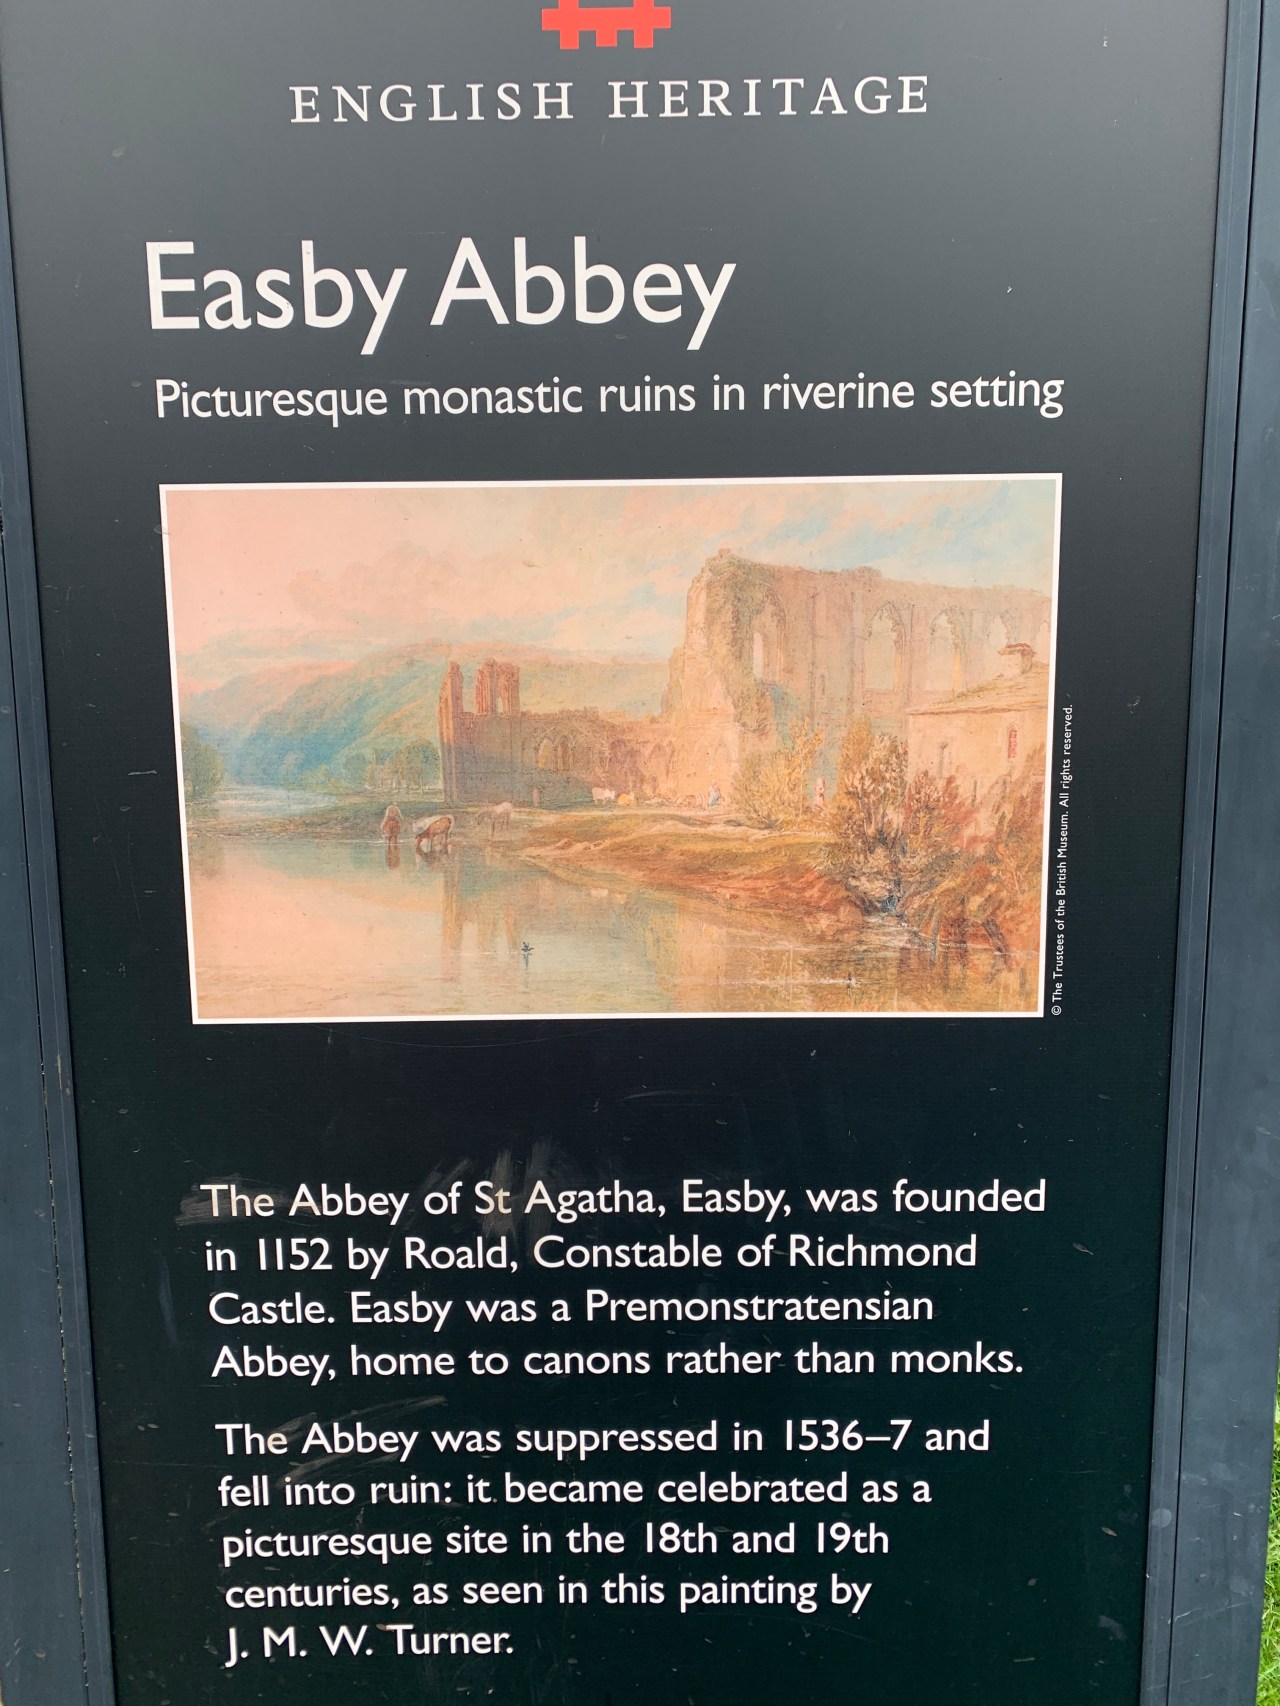 ENGLISH HERITAGE
Easby Abbey
Picturesque monastic ruins in riverine setting
© The Trustees of the British Museum. All rights reserved.
The Abbey of St Agatha, Easby, was founded
in 1152 by Roald, Constable of Richmond
Castle. Easby was a Premonstratensian
Abbey, home to canons rather than monks.
The Abbey was suppressed in 1536–7 and
fell into ruin: it became celebrated as a
picturesque site in the 18th and 19th
centuries, as seen in this painting by
J. M. W. Turner.